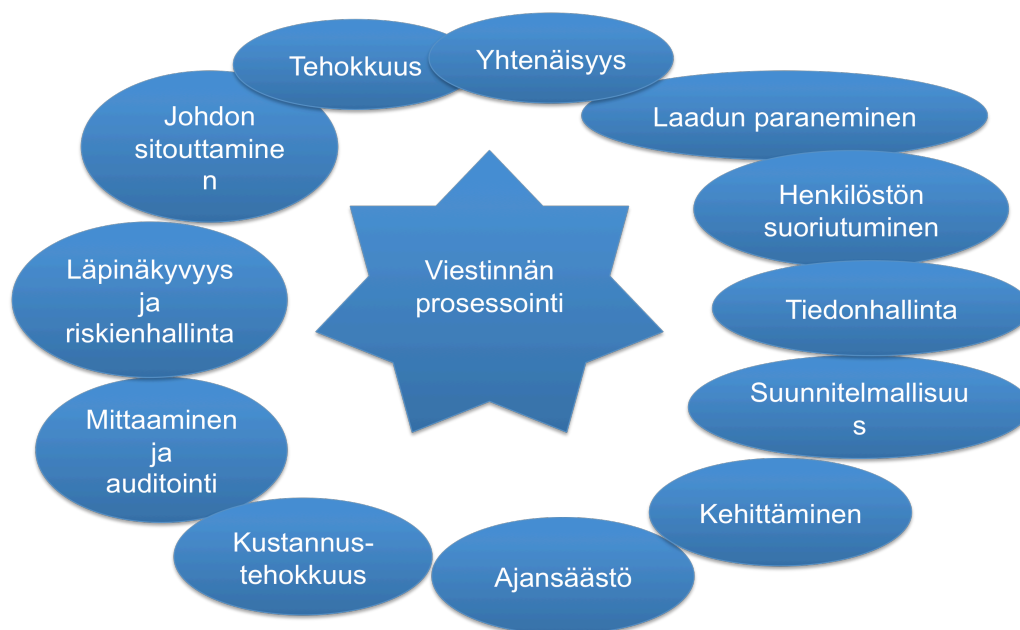 Tehokkuus
Yhtenäisyys
Laadun paraneminen
Johdon
sitouttamine
n
Henkilöstön
suoriutuminen
Läpinäkyvyys
ja
riskienhallinta
Viestinnän
prosessointi
Tiedonhallinta
Suunnitelmallisuu
s
Mittaaminen
ja
auditointi
Kehittäminen
Kustannus-
tehokkuus
Ajansäästö